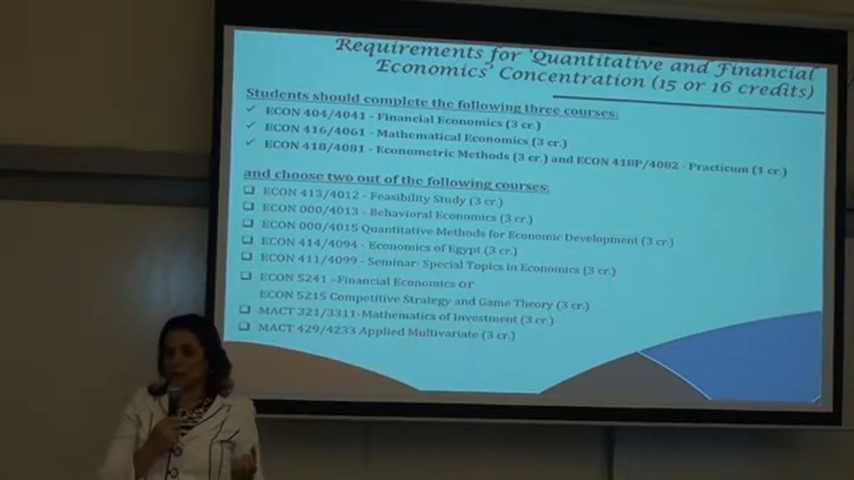 Requirements for 'Quantitative and Financial
Economics' Concentration (15 or 16 credits)
Students should complete the following three courses:
ECON 404/4041 - Financial Economics (3 cr.)
ECON 416/4061 - Mathematical Economics (3 cr.)
ECON 418/4081 - Econometric Methods (3 cr.) and ECON 418P/4082 - Practicum (1 cr.)
and choose two out of the following courses:
ECON 413/4012 - Feasibility Study (3 cr.)
ECON 000/4013 - Behavioral Economics (3 cr.)
ECON 000/4015 Quantitative Methods for Economic Development (3 cr.)
ECON 414/4094 - Economics of Egypt (3 cr.)
ECON 411/4099 - Seminar- Special Topics in Economics (3 cr.)
ECON 5241 -Financial Economics or
ECON 5215 Competitive Strategy and Game Theory (3 cr.)
MACT 321/3311-Mathematics of Investment (3 cr.)
MACT 429/4233 Applied Multivariate (3 cr.)